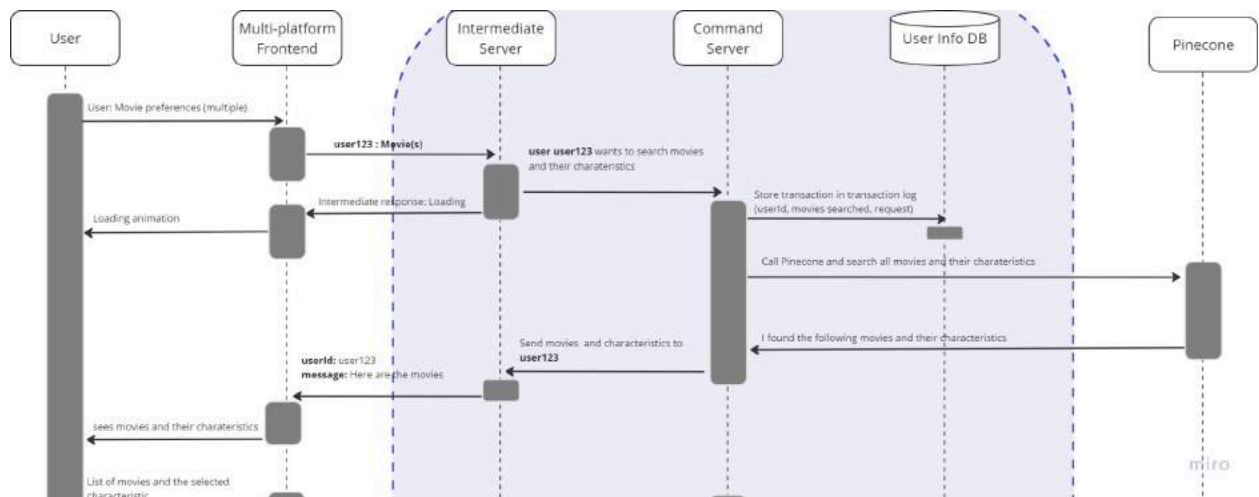 User
Multi-platform
Frontend
Intermediate
Server
Command
Server
User Info DB
Pinecone
User: Movie preferences (multiple)
user123 : Movie(s)
user user123 wants to search movies
and their charateristics
Store transaction in transaction log
(userId, movies searched, request)
Intermediate response: Loading
Loading animation
Call Pinecone and search all movies and their charateristics
I found the following movies and their characteristics
Send movies and characteristics to
user123
userId: user123
message: Here are the movies
sees movies and their charateristics
List of movies and the selected
characteristic
miro